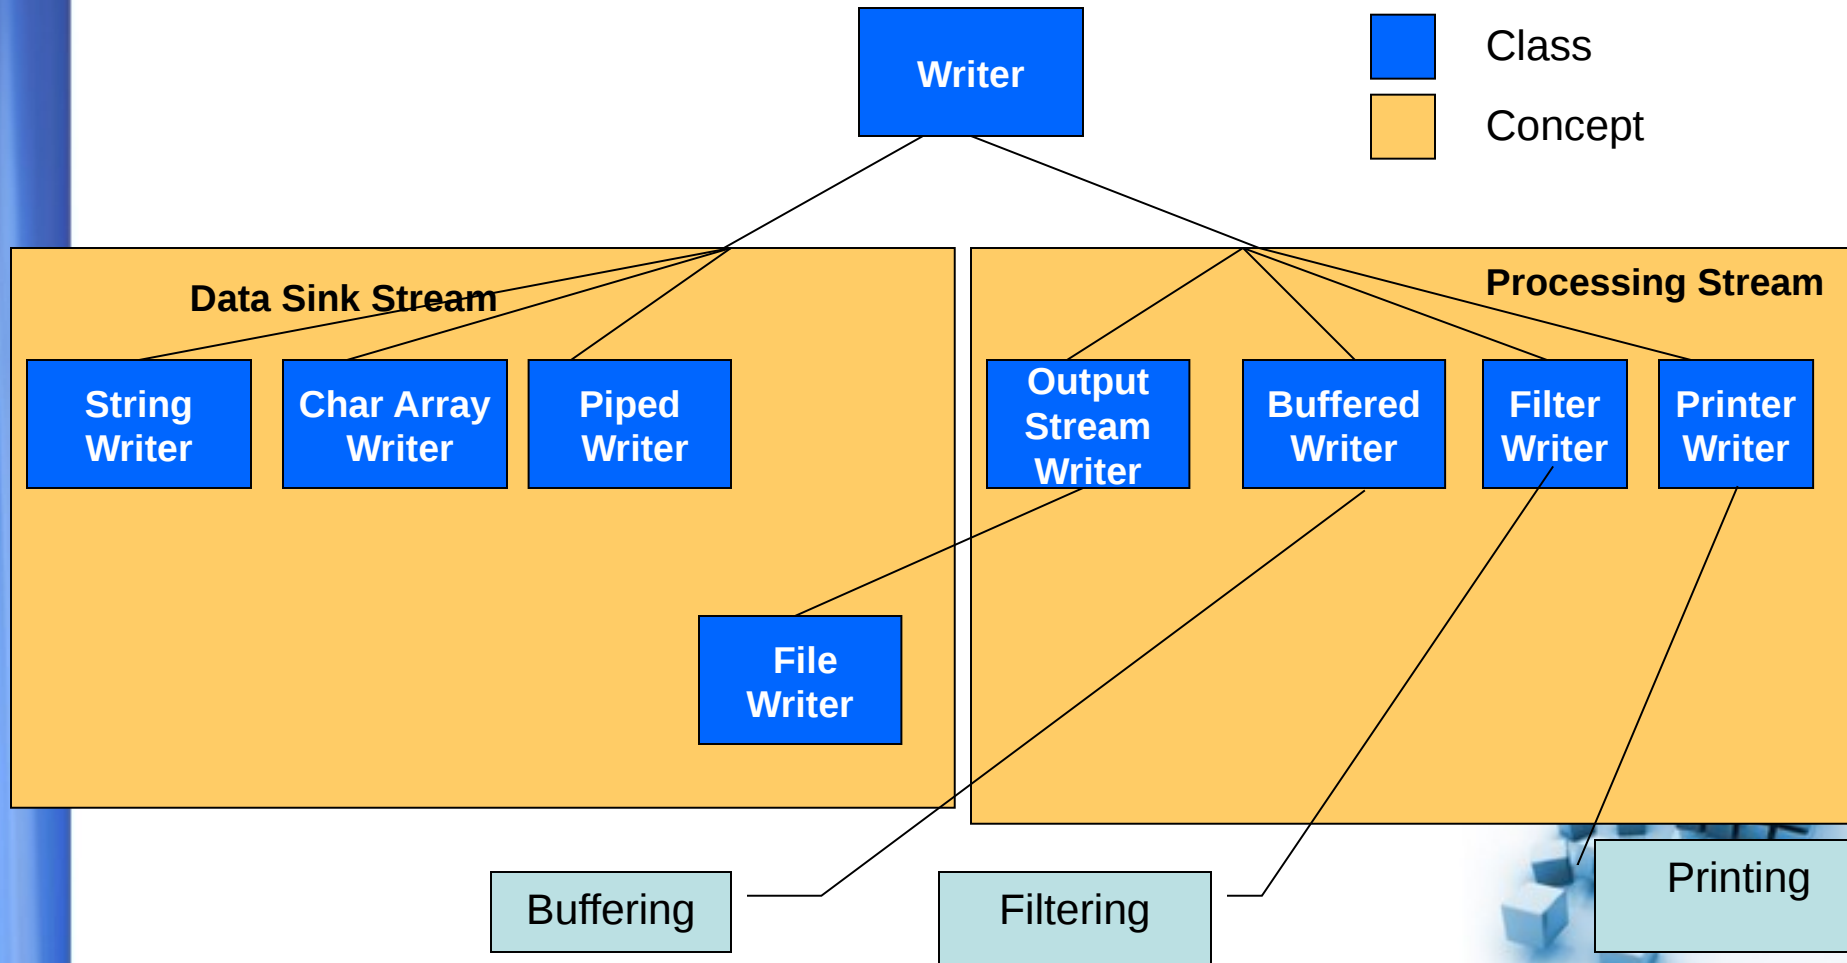 Writer
Class
Concept
Data Sink Stream
Processing Stream
String
Writer
Char Array
Writer
Piped
Writer
Output
Stream
Writer
Buffered
Writer
Filter
Writer
Printer
Writer
File
Writer
Buffering
Filtering
Printing